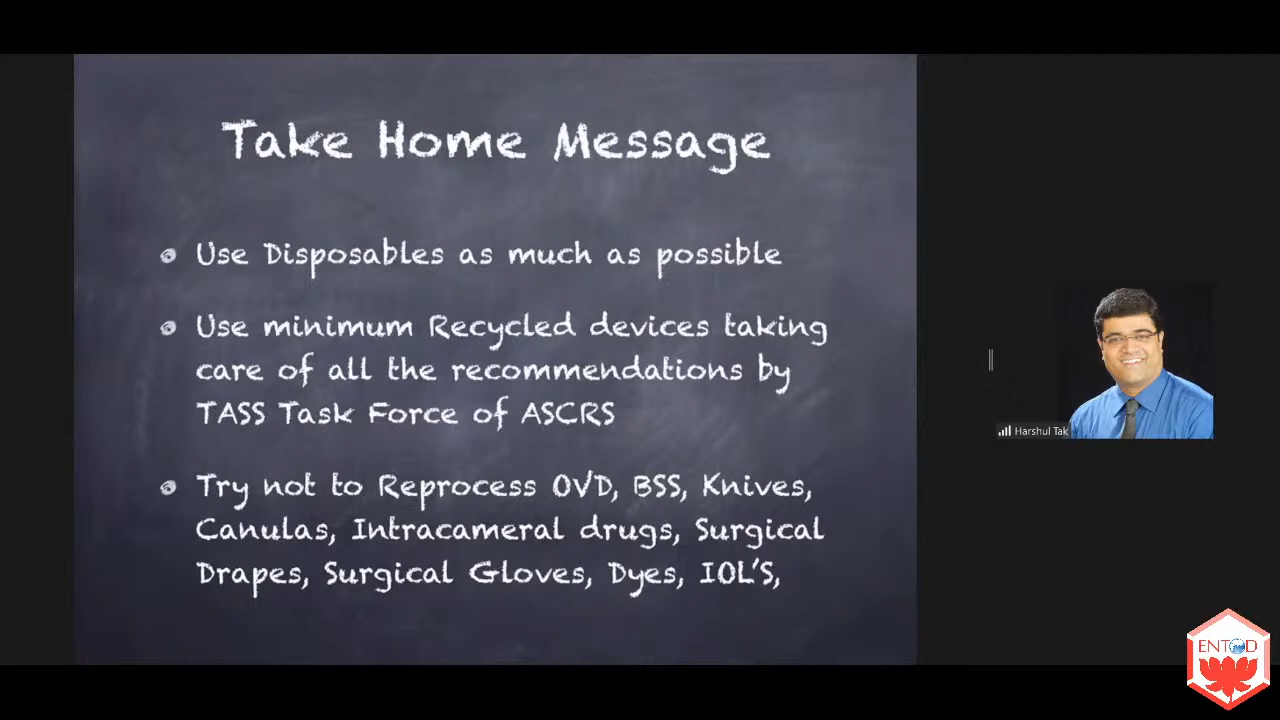 Take Home Message
Use Disposables as much as possible
Use minimum Recycled devices taking
care of all the recommendations by
TASS Task Force of ASCRS
Try not to Reprocess OVD, BSS, Knives,
Canulas, Intracameral drugs, Surgical
Drapes, Surgical Gloves, Dyes, IOL'S,
Harshul Tak
ENTOD